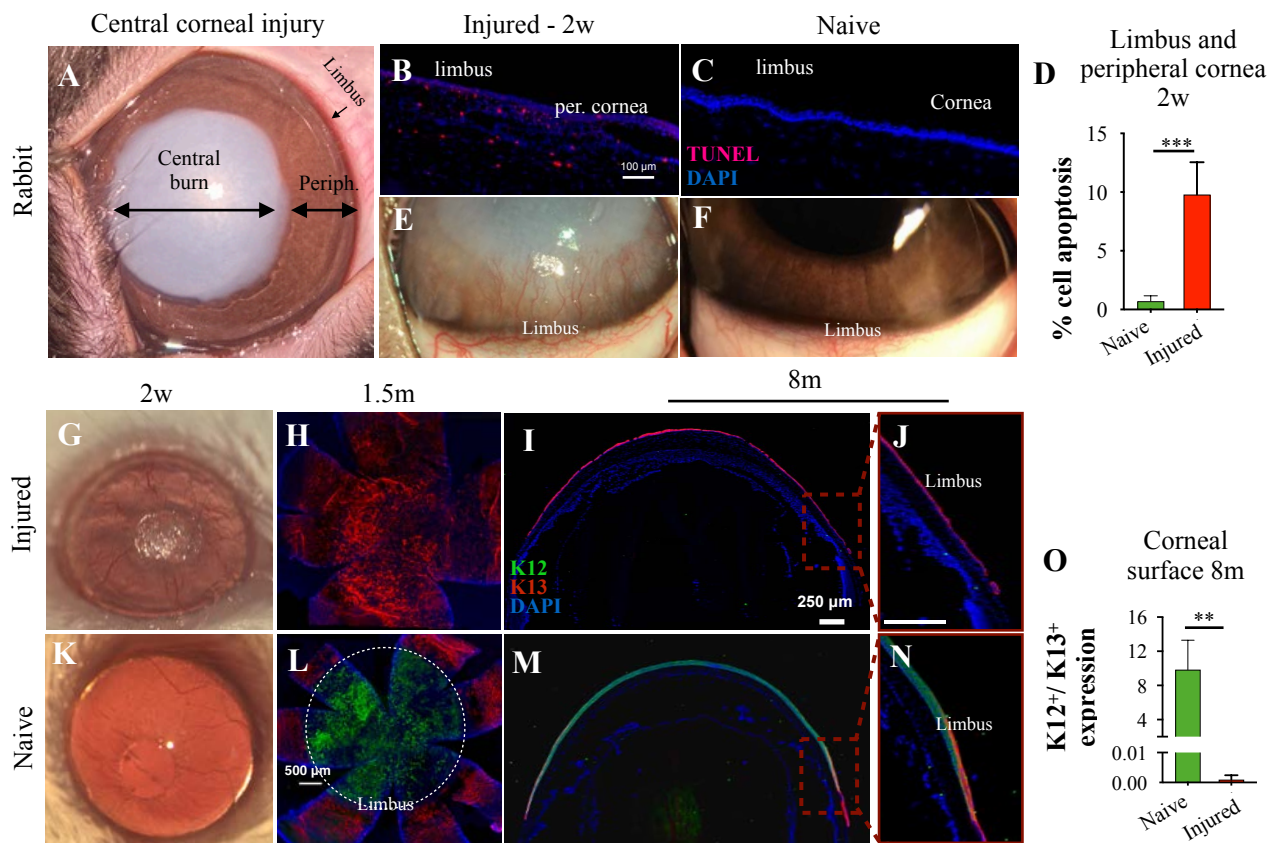 Central corneal injury
Injured - 2w
Naive
Rabbit
A
Limbus
Central
burn
Periph.
B
limbus
per. cornea
100 µm
C
limbus
Cornea
TUNEL
DAPI
D
Limbus and
peripheral cornea
2w
% cell apoptosis
15
10
5
0
***
Naive
Injured
E
Limbus
F
Limbus
2w
1.5m
8m
Injured
G
H
I
K12
K13
DAPI
250 µm
J
Limbus
Naive
K
L
500 µm
Limbus
M
N
Limbus
O
Corneal
surface 8m
K12+/ K13+
expression
16
12
8
4
0.01
0.00
**
Naive
Injured